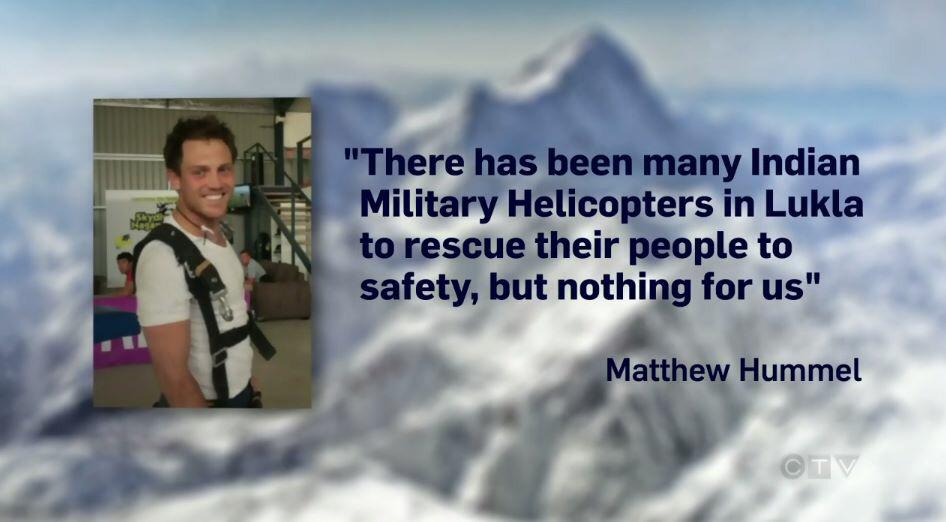 "There has been many Indian
Military Helicopters in Lukla
to rescue their people to
safety, but nothing for us"
Matthew Hummel
CTV